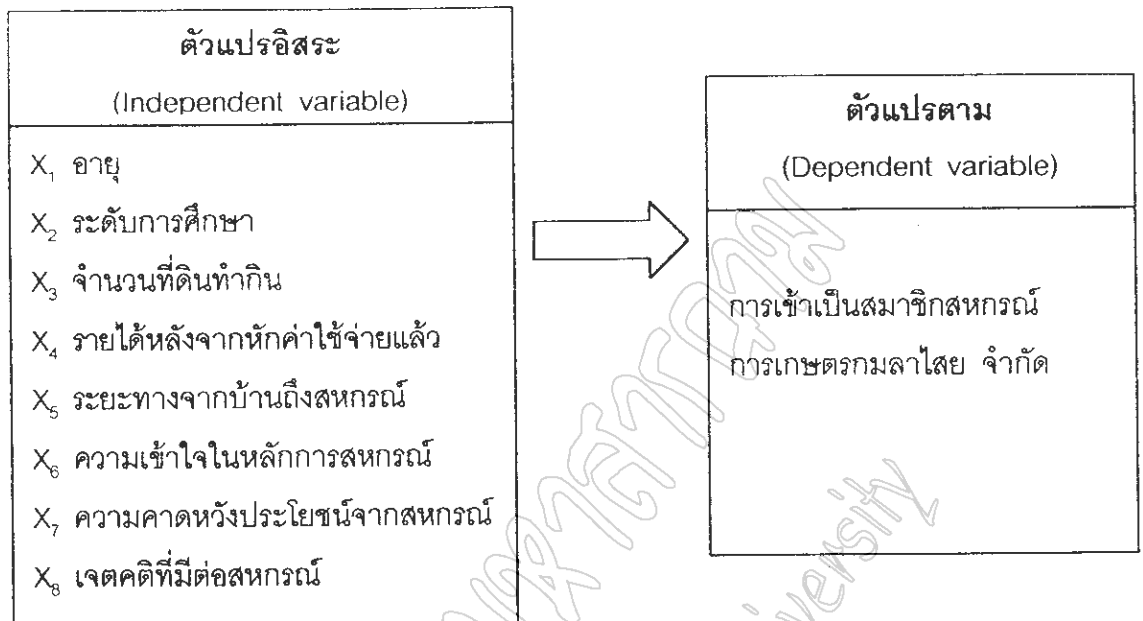 ตัวแปรอิสระ
(Independent variable)
X₁ อายุ
X₂ ระดับการศึกษา
X₃ จำนวนที่ดินทำกิน
X₄ รายได้หลังจากหักค่าใช้จ่ายแล้ว
X₅ ระยะทางจากบ้านถึงสหกรณ์
X₆ ความเข้าใจในหลักการสหกรณ์
X₇ ความคาดหวังประโยชน์จากสหกรณ์
X₈ เจตคติที่มีต่อสหกรณ์
ตัวแปรตาม
(Dependent variable)
การเข้าเป็นสมาชิกสหกรณ์
การเกษตรกมลาไสย จำกัด